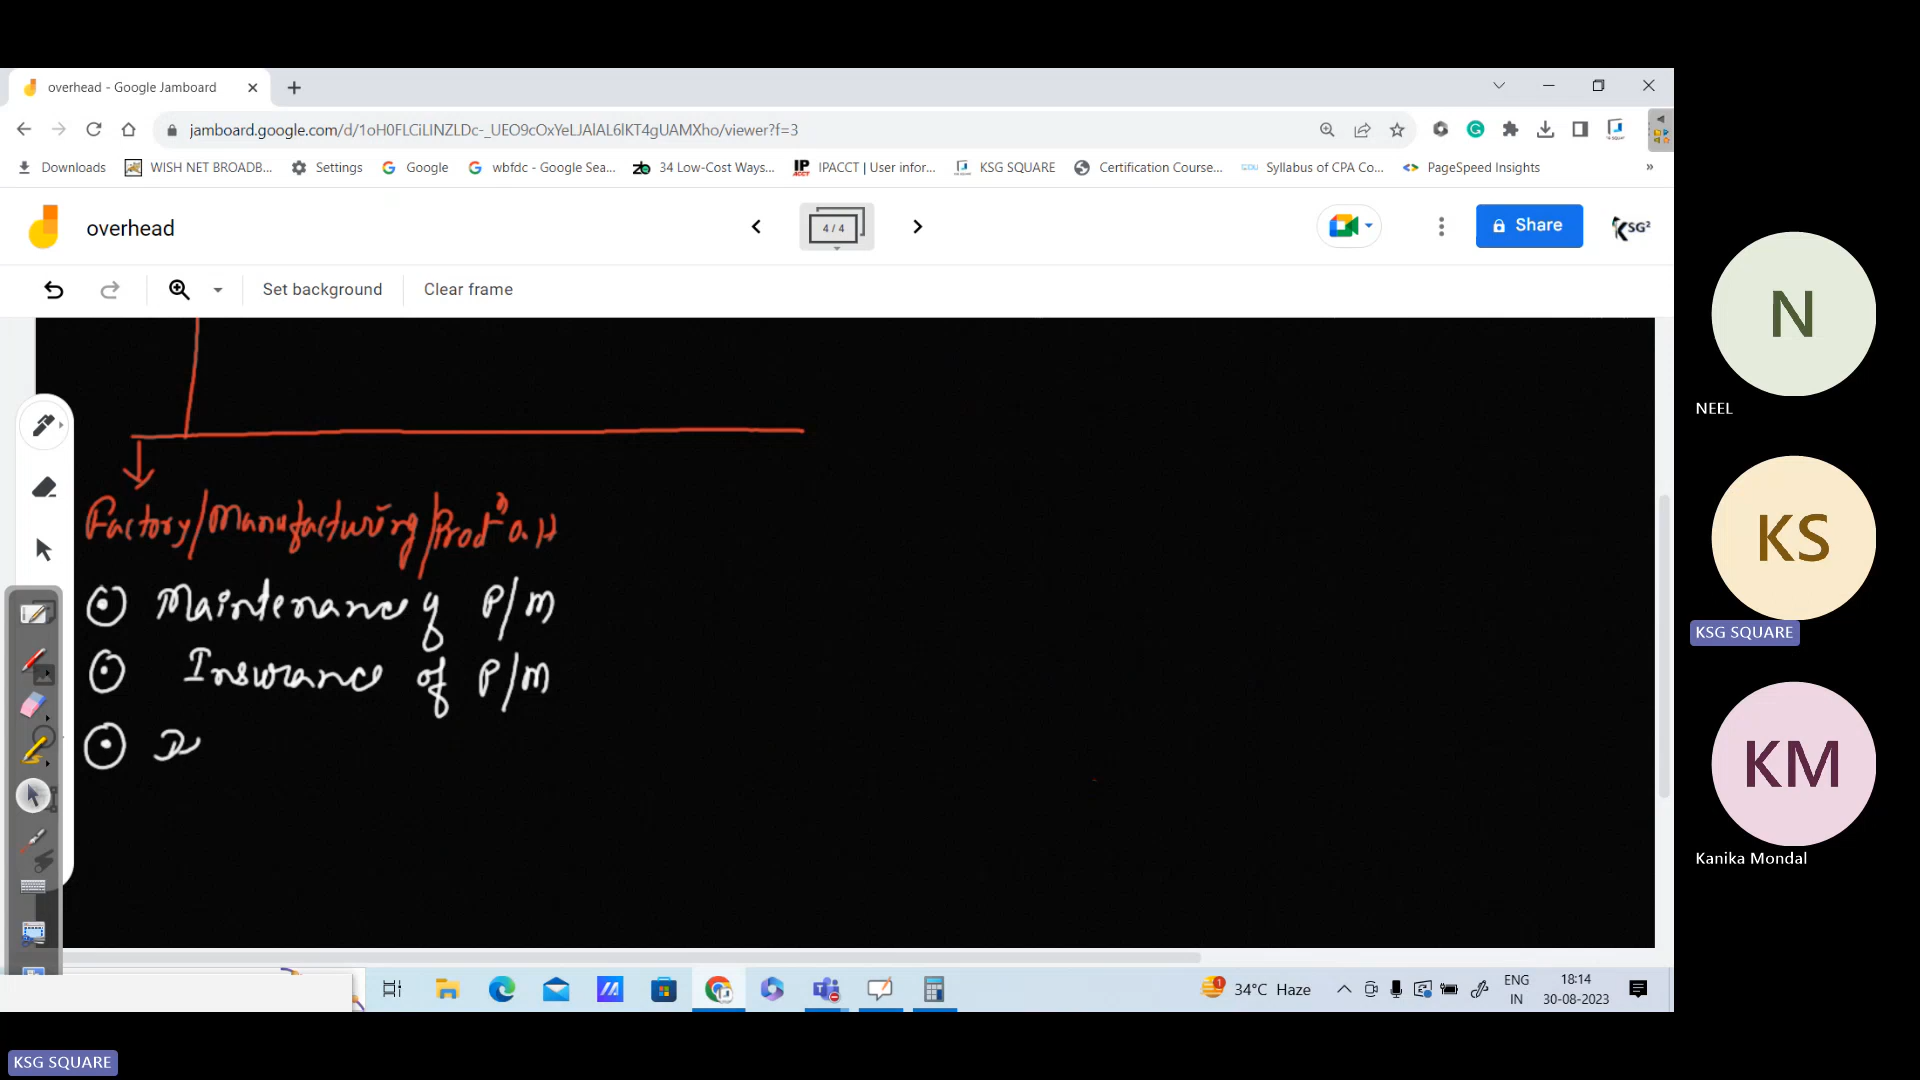 overhead - Google Jamboard
jamboard.google.com/d/1oH0FLCiLINZLDc-_UEO9cOxYeLJAlAL6lKT4gUAMXho/viewer?f=3
Downloads WISH NET BROADB... Settings Google wbfdc - Google Sea... 34 Low-Cost Ways... IPACCT | User infor... KSG SQUARE Certification Course... Syllabus of CPA Co... PageSpeed Insights »
overhead 4 / 4 Share KSG²
Set background Clear frame
Factory/Manufacturing/Prodⁿ O.H
Maintenance of P/M
Insurance of P/M
N
NEEL
KS
KSG SQUARE
KM
Kanika Mondal
34°C Haze ENG IN 18:14 30-08-2023
KSG SQUARE